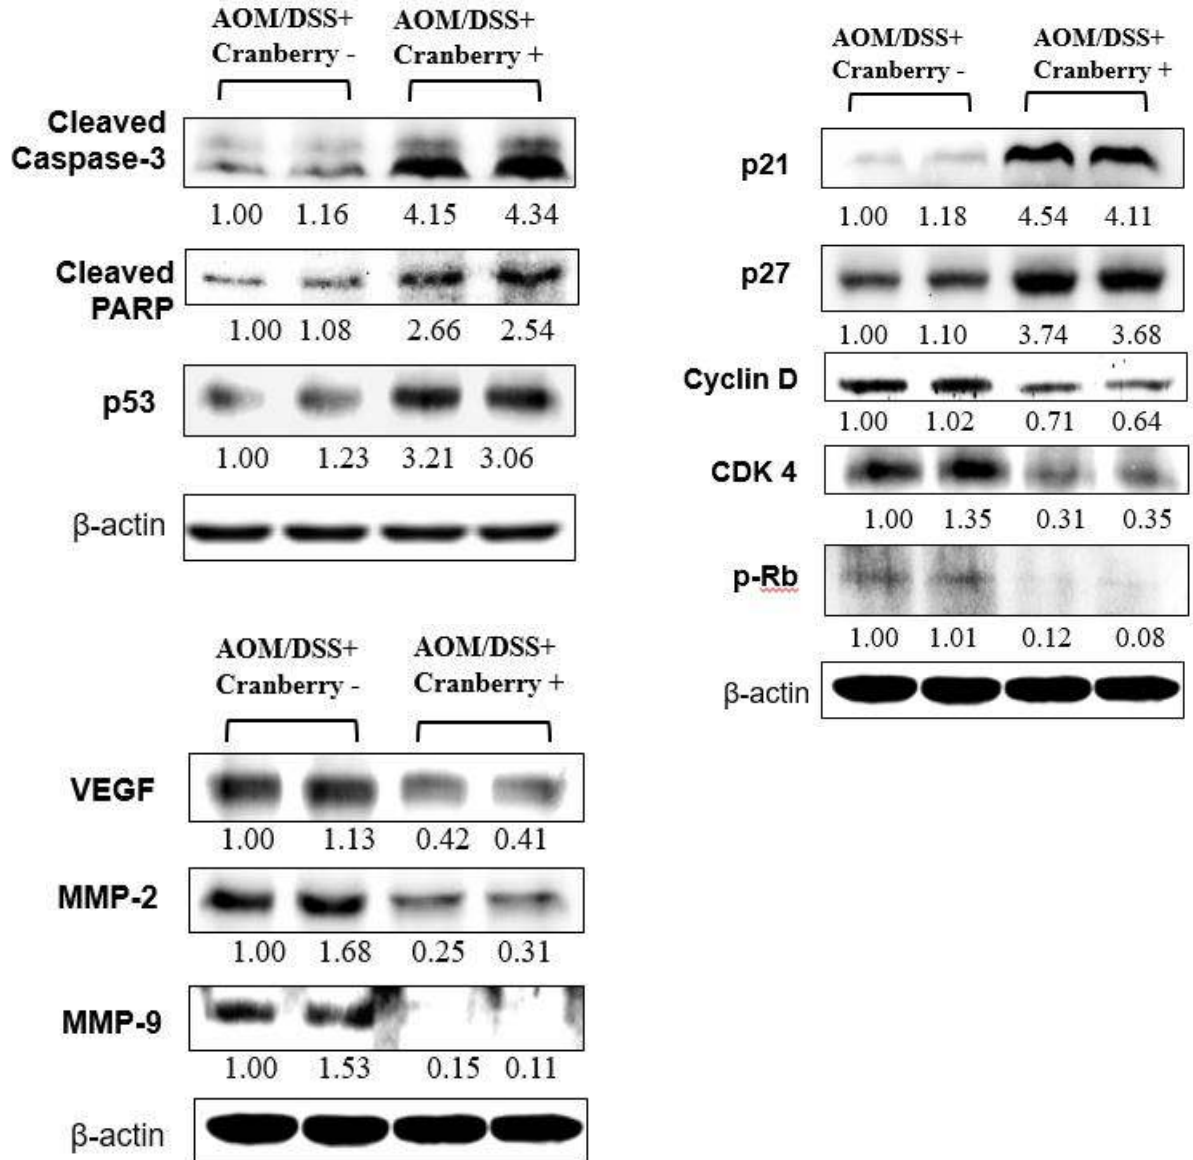 AOM/DSS+ AOM/DSS+
Cranberry - Cranberry +
Cleaved
Caspase-3
1.00 1.16 4.15 4.34
Cleaved
PARP
1.00 1.08 2.66 2.54
p53
1.00 1.23 3.21 3.06
β-actin
AOM/DSS+ AOM/DSS+
Cranberry - Cranberry +
VEGF
1.00 1.13 0.42 0.41
MMP-2
1.00 1.68 0.25 0.31
MMP-9
1.00 1.53 0.15 0.11
β-actin
AOM/DSS+ AOM/DSS+
Cranberry - Cranberry +
p21
1.00 1.18 4.54 4.11
p27
1.00 1.10 3.74 3.68
Cyclin D
1.00 1.02 0.71 0.64
CDK 4
1.00 1.35 0.31 0.35
p-Rb
1.00 1.01 0.12 0.08
β-actin